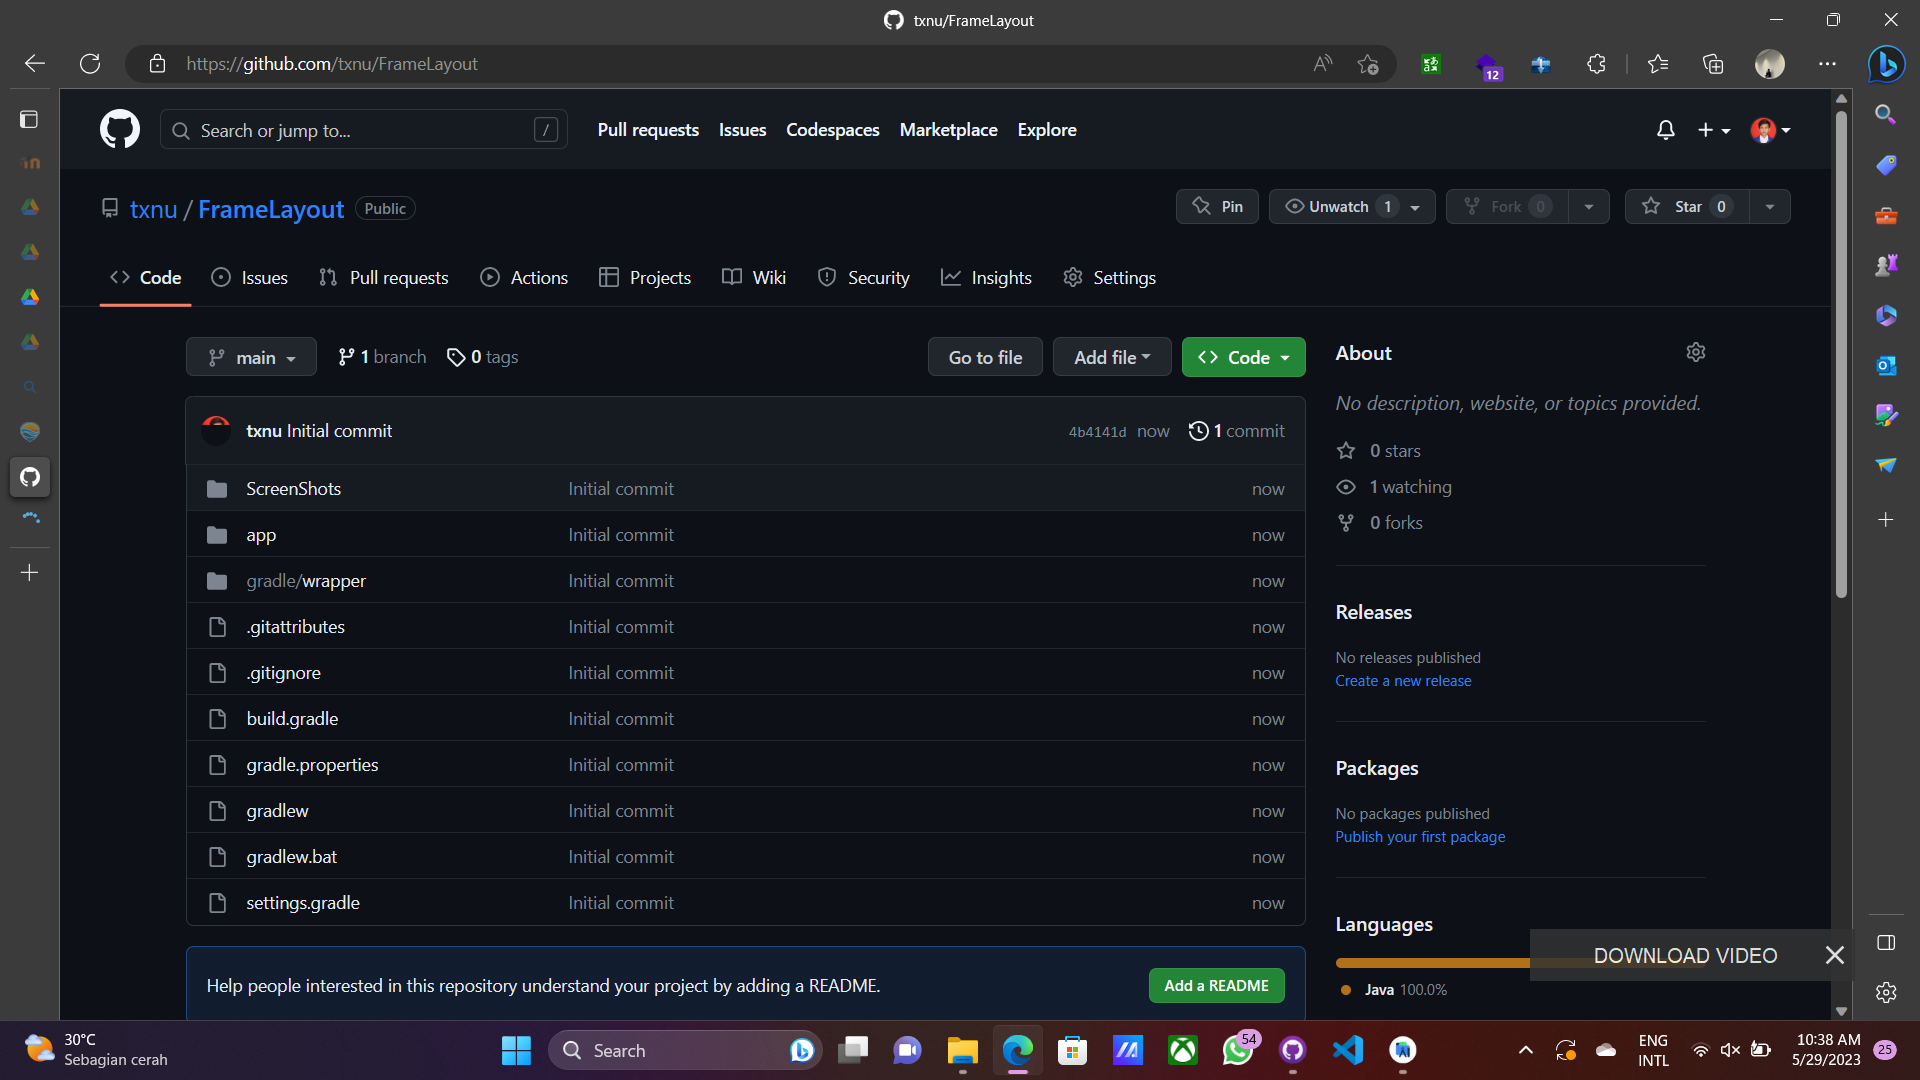 txnu/FrameLayout
https://github.com/txnu/FrameLayout
12
Search or jump to...
/
Pull requests
Issues
Codespaces
Marketplace
Explore
txnu / FrameLayout
Public
Pin
Unwatch 1
Fork 0
Star 0
Code
Issues
Pull requests
Actions
Projects
Wiki
Security
Insights
Settings
main
1 branch
0 tags
Go to file
Add file
Code
txnu Initial commit
4b4141d now
1 commit
ScreenShots Initial commit now
app Initial commit now
gradle/wrapper Initial commit now
.gitattributes Initial commit now
.gitignore Initial commit now
build.gradle Initial commit now
gradle.properties Initial commit now
gradlew Initial commit now
gradlew.bat Initial commit now
settings.gradle Initial commit now
Help people interested in this repository understand your project by adding a README.
Add a README
About
No description, website, or topics provided.
0 stars
1 watching
0 forks
Releases
No releases published
Create a new release
Packages
No packages published
Publish your first package
Languages
Java 100.0%
DOWNLOAD VIDEO
30°C
Sebagian cerah
Search
54
ENG
INTL
10:38 AM
5/29/2023
25